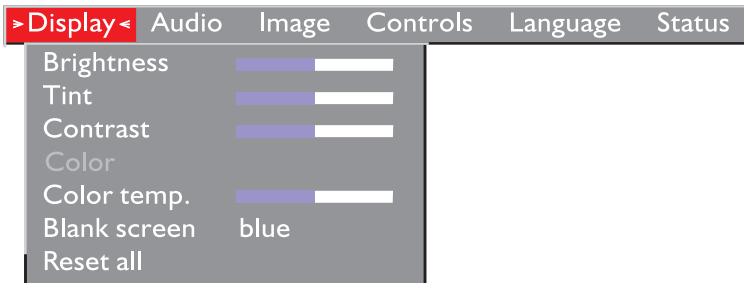 >Display< Audio Image Controls Language Status
Brightness
Tint
Contrast
Color
Color temp.
Blank screen blue
Reset all